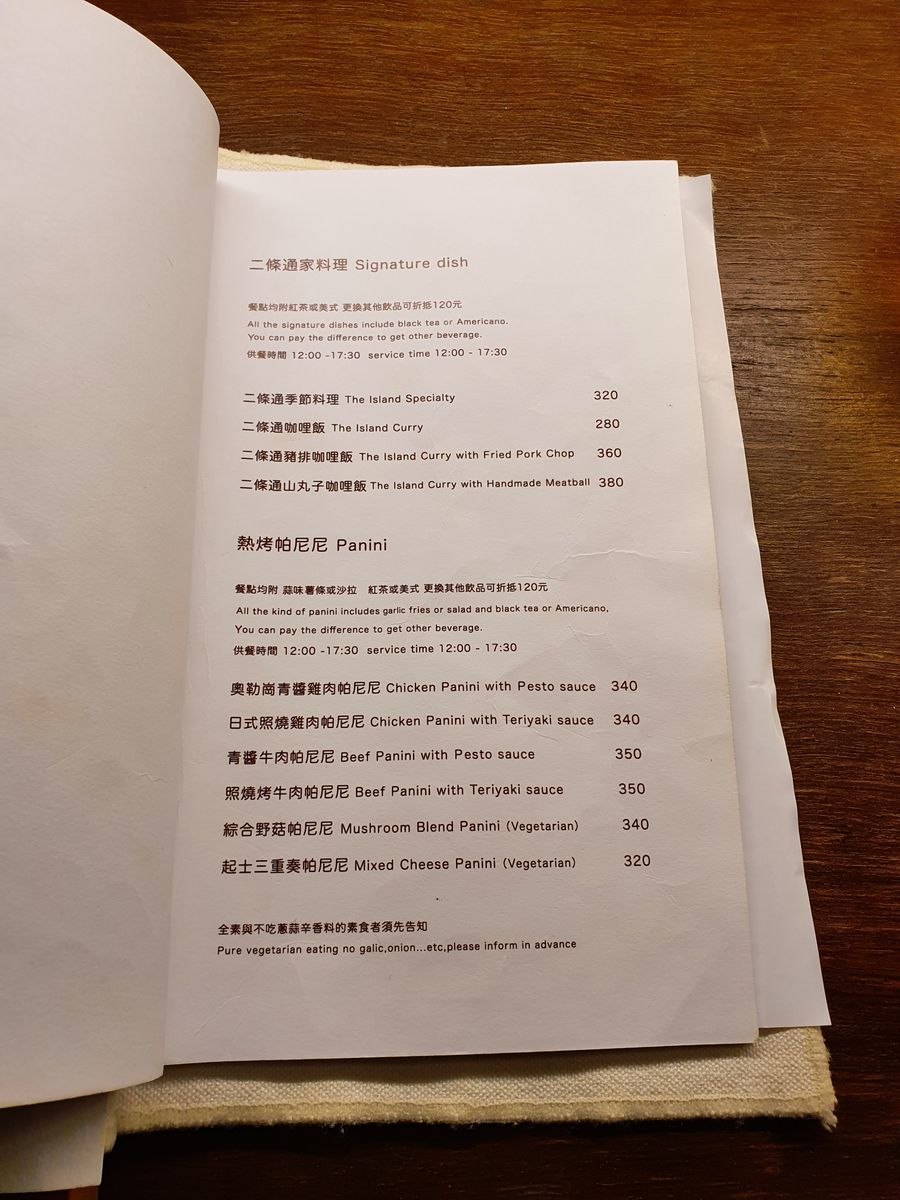 二條通家料理 Signature dish
餐點均附紅茶或美式 更換其他飲品可折抵120元
All the signature dishes include black tea or Americano.
You can pay the difference to get other beverage.
供餐時間 12:00 -17:30 service time 12:00 - 17:30
二條通季節料理 The Island Specialty 320
二條通咖哩飯 The Island Curry 280
二條通豬排咖哩飯 The Island Curry with Fried Pork Chop 360
二條通山丸子咖哩飯 The Island Curry with Handmade Meatball 380
熱烤帕尼尼 Panini
餐點均附 蒜味薯條或沙拉 紅茶或美式 更換其他飲品可折抵120元
All the kind of panini includes garlic fries or salad and black tea or Americano,
You can pay the difference to get other beverage.
供餐時間 12:00 -17:30 service time 12:00 - 17:30
奧勒崗青醬雞肉帕尼尼 Chicken Panini with Pesto sauce 340
日式照燒雞肉帕尼尼 Chicken Panini with Teriyaki sauce 340
青醬牛肉帕尼尼 Beef Panini with Pesto sauce 350
照燒烤牛肉帕尼尼 Beef Panini with Teriyaki sauce 350
綜合野菇帕尼尼 Mushroom Blend Panini (Vegetarian) 340
起士三重奏帕尼尼 Mixed Cheese Panini (Vegetarian) 320
全素與不吃蔥蒜辛香料的素食者須先告知
Pure vegetarian eating no galic,onion...etc,please inform in advance